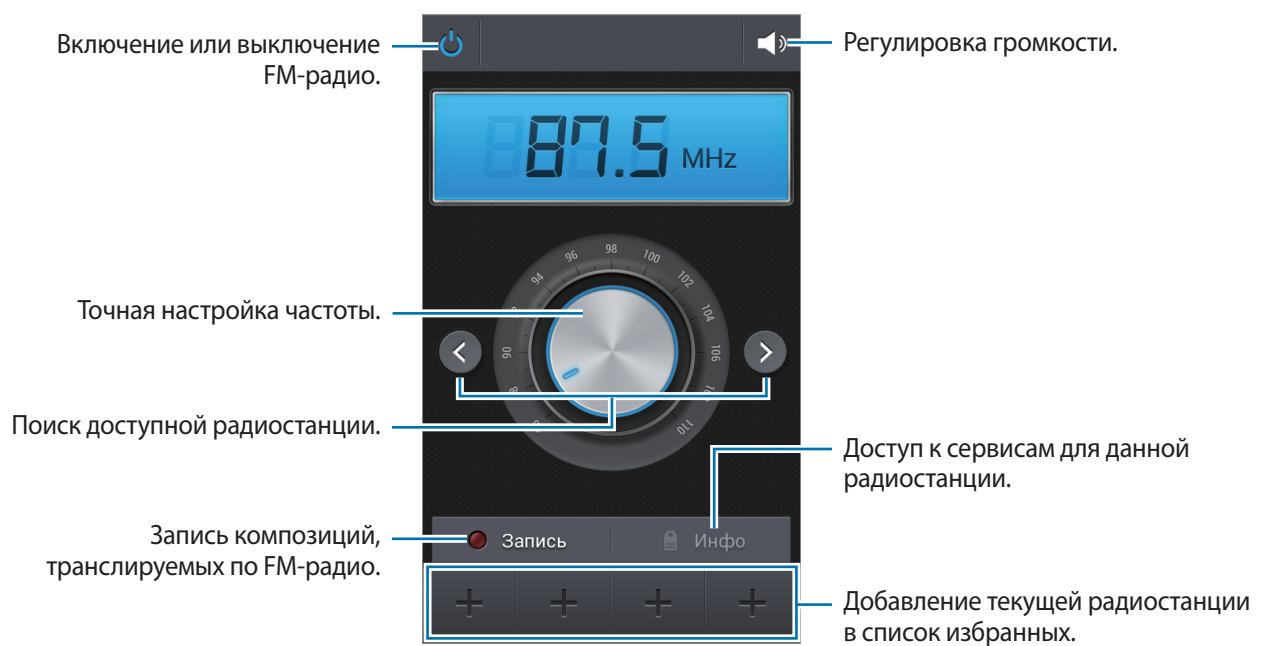 Включение или выключение
FM-радио.
Регулировка громкости.
87.5 MHz
94 96 98 100 102 104
90 106
110
Точная настройка частоты.
Поиск доступной радиостанции.
Доступ к сервисам для данной
радиостанции.
Запись композиций,
транслируемых по FM-радио.
Запись
Инфо
Добавление текущей радиостанции
в список избранных.